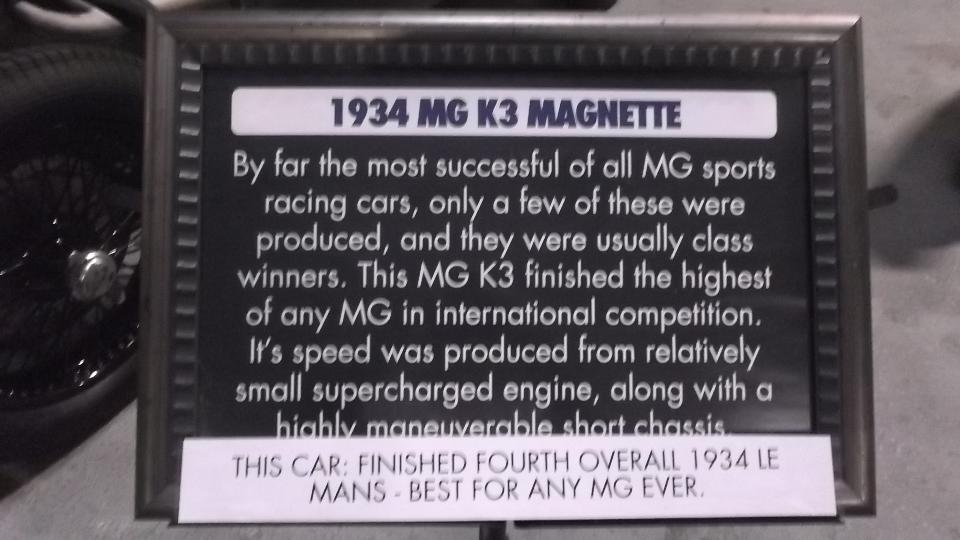 1934 MG K3 MAGNETTE
By far the most successful of all MG sports
racing cars, only a few of these were
produced, and they were usually class
winners. This MG K3 finished the highest
of any MG in international competition.
It's speed was produced from relatively
small supercharged engine, along with a
highly maneuverable short chassis.
THIS CAR: FINISHED FOURTH OVERALL 1934 LE
MANS - BEST FOR ANY MG EVER.